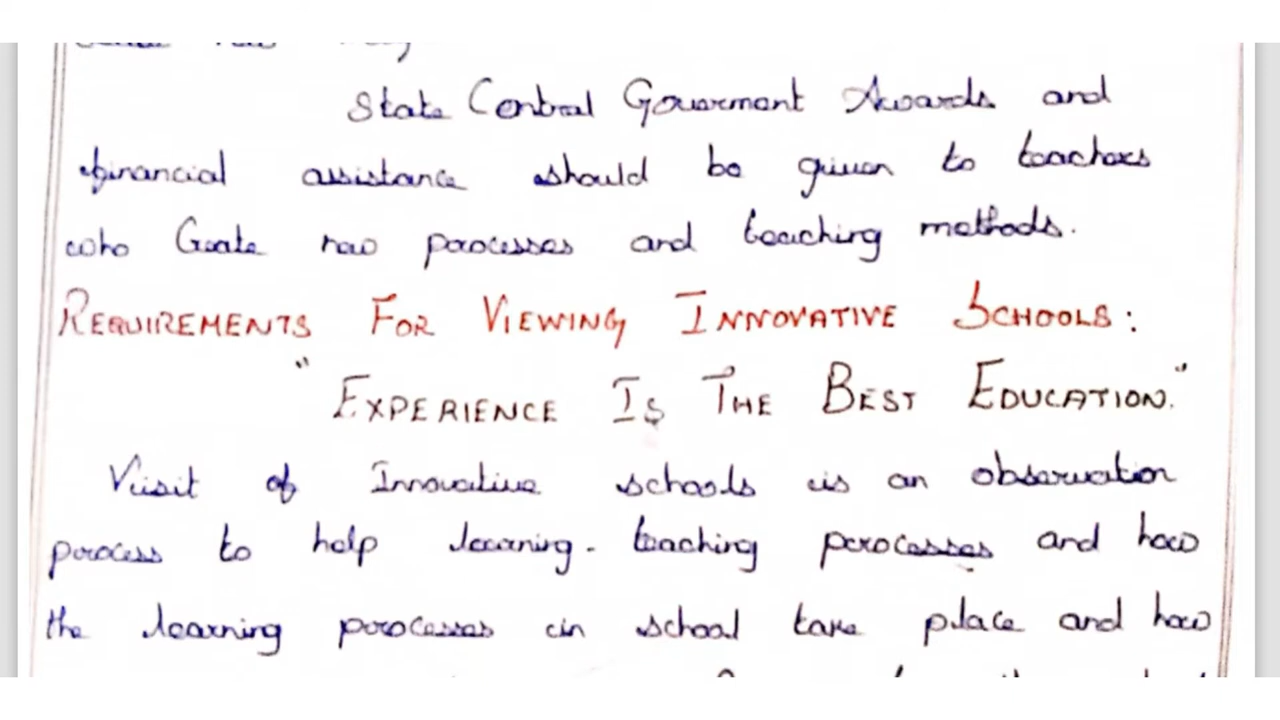 State Central Gouverment Awards and
financial assistance should be given to teachers
who Create new processes and teaching methods.
REQUIREMENTS FOR VIEWING INNOVATIVE SCHOOLS:
"EXPERIENCE IS THE BEST EDUCATION."
Visit of Innovative schools is an observation
process to help learning - teaching processes and how
the learning processes in school take place and how